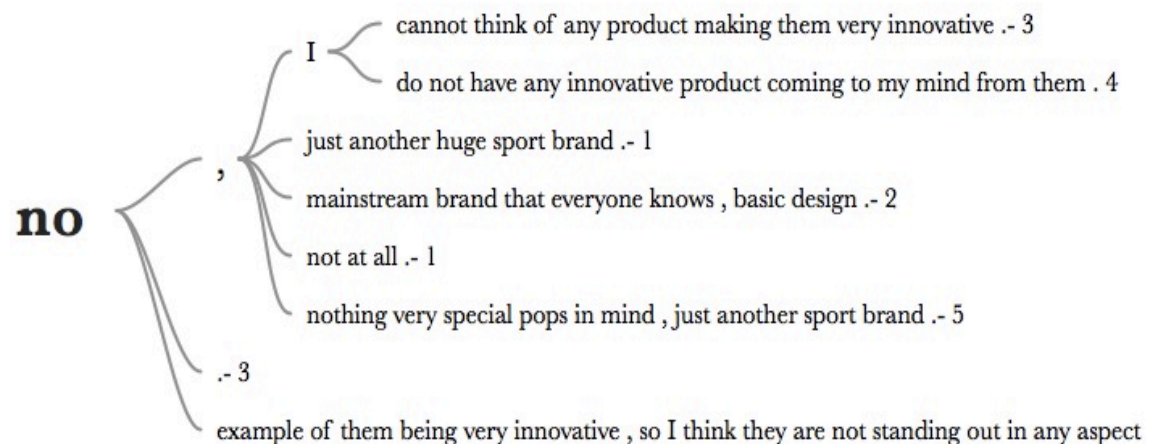 cannot think of any product making them very innovative .- 3
I
do not have any innovative product coming to my mind from them . 4
just another huge sport brand .- 1
,
mainstream brand that everyone knows , basic design .- 2
no
not at all .- 1
nothing very special pops in mind , just another sport brand .- 5
.- 3
example of them being very innovative , so I think they are not standing out in any aspect